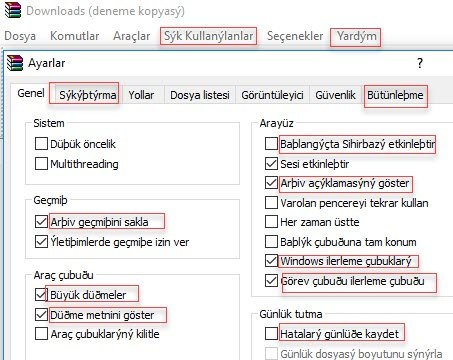 Downloads (deneme kopyasý)
Dosya Komutlar Araçlar Sýk Kullanýlanlar Seçenekler Yardým
Ayarlar ?
Genel Sýkýþtýrma Yollar Dosya listesi Görüntüleyici Güvenlik Bütünleþme
Sistem
Düþük öncelik
Multithreading
Geçmiþ
Arþiv geçmiþini sakla
Ýletiþimlerde geçmiþe izin ver
Araç çubuðu
Büyük düðmeler
Düðme metnini göster
Araç çubuklarýný kilitle
Arayüz
Baþlangýçta Sihirbazý etkinleþtir
Sesi etkinleþtir
Arþiv açýklamasýný göster
Varolan pencereyi tekrar kullan
Her zaman üstte
Baþlýk çubuðuna tam konum
Windows ilerleme çubuklarý
Görev çubuðu ilerleme çubuðu
Günlük tutma
Hatalarý günlüðe kaydet
Günlük dosyasý boyutunu sýnýrla